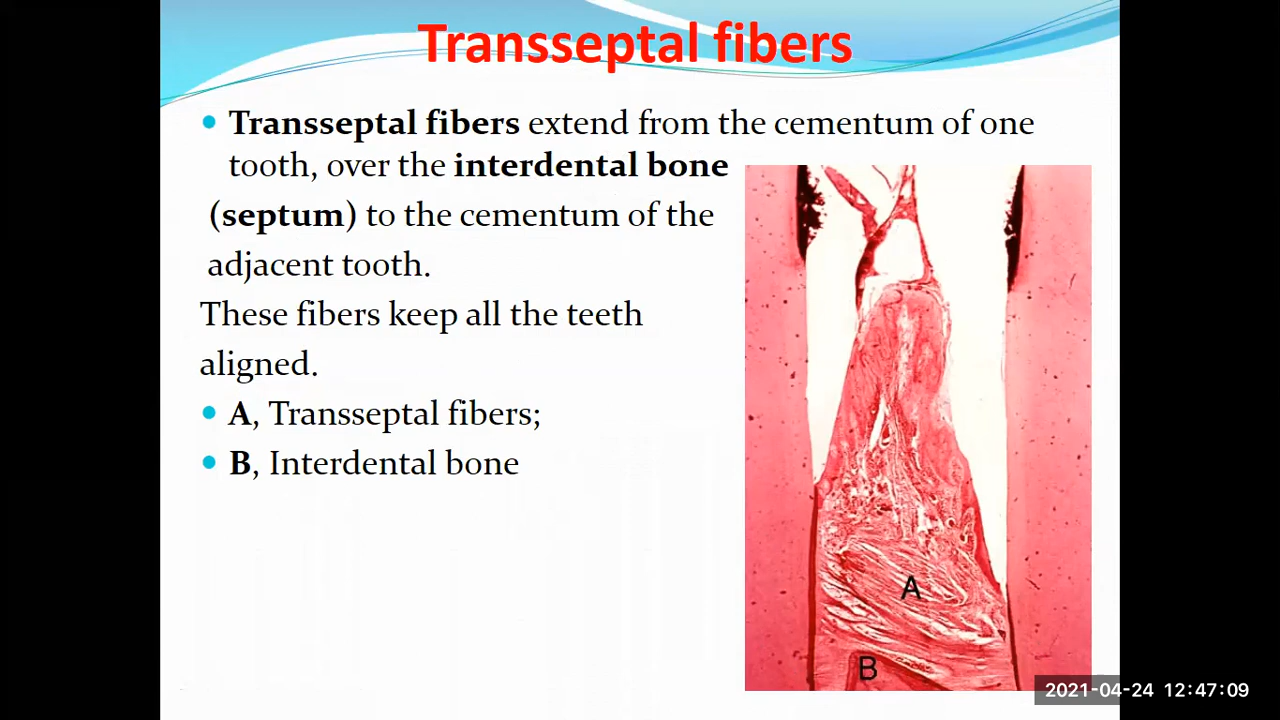 Transseptal fibers
• Transseptal fibers extend from the cementum of one
tooth, over the interdental bone
(septum) to the cementum of the
adjacent tooth.
These fibers keep all the teeth
aligned.
• A, Transseptal fibers;
• B, Interdental bone
A
B
2021-04-24 12:47:09